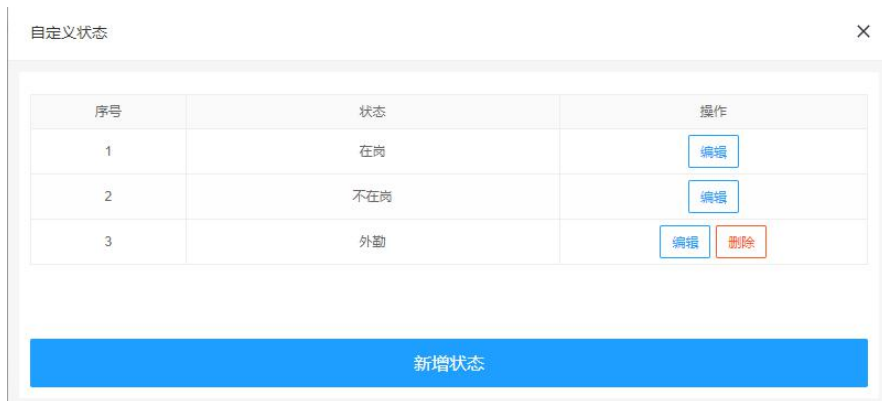 自定义状态
序号 状态 操作
1 在岗 编辑
2 不在岗 编辑
3 外勤 编辑 删除
新增状态